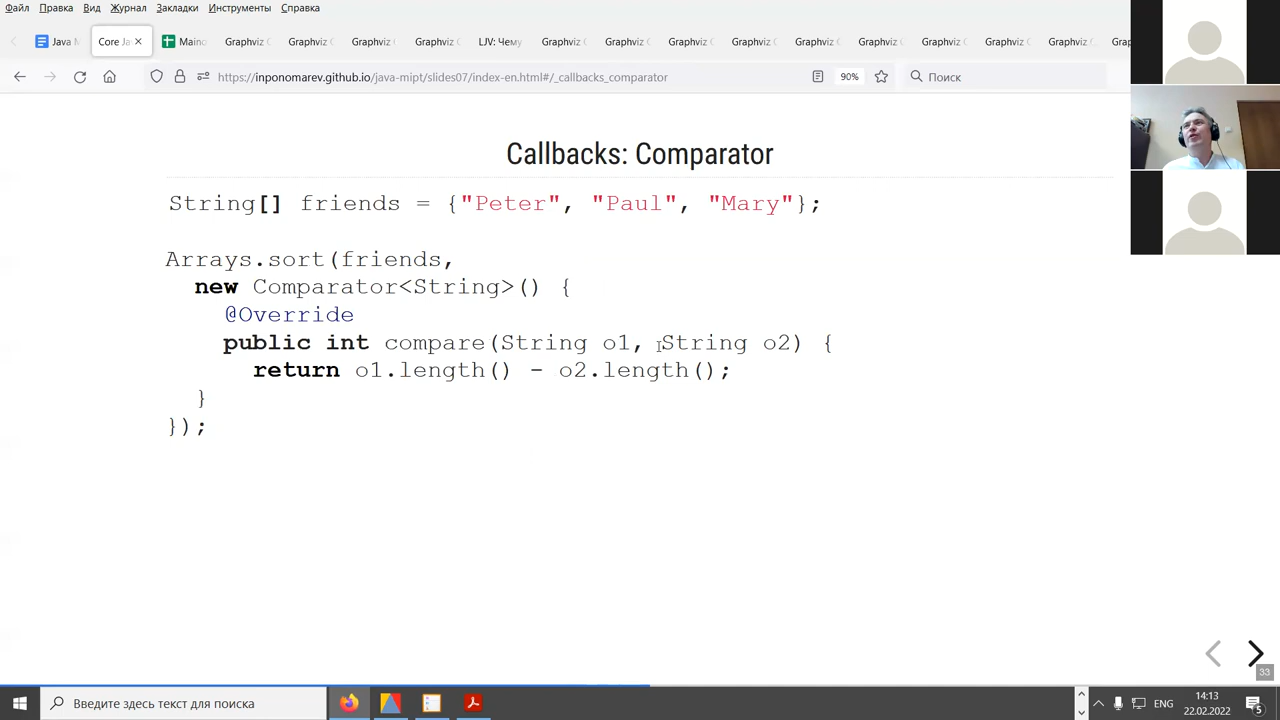 Файл Правка Вид Журнал Закладки Инструменты Справка
Java M Core Ja Main Graphviz Graphviz Graphviz Graphviz LJV: Чему Graphviz Graphviz Graphviz Graphviz Graphviz Graphviz Graphviz Graphviz Graphv
https://inponomarev.github.io/java-mipt/slides07/index-en.html#/_callbacks_comparator 90% Поиск
Callbacks: Comparator
String[] friends = {"Peter", "Paul", "Mary"};
Arrays.sort(friends,
new Comparator<String>() {
@Override
public int compare(String o1, String o2) {
return o1.length() - o2.length();
}
});
33
Введите здесь текст для поиска
ENG
14:13
22.02.2022
5